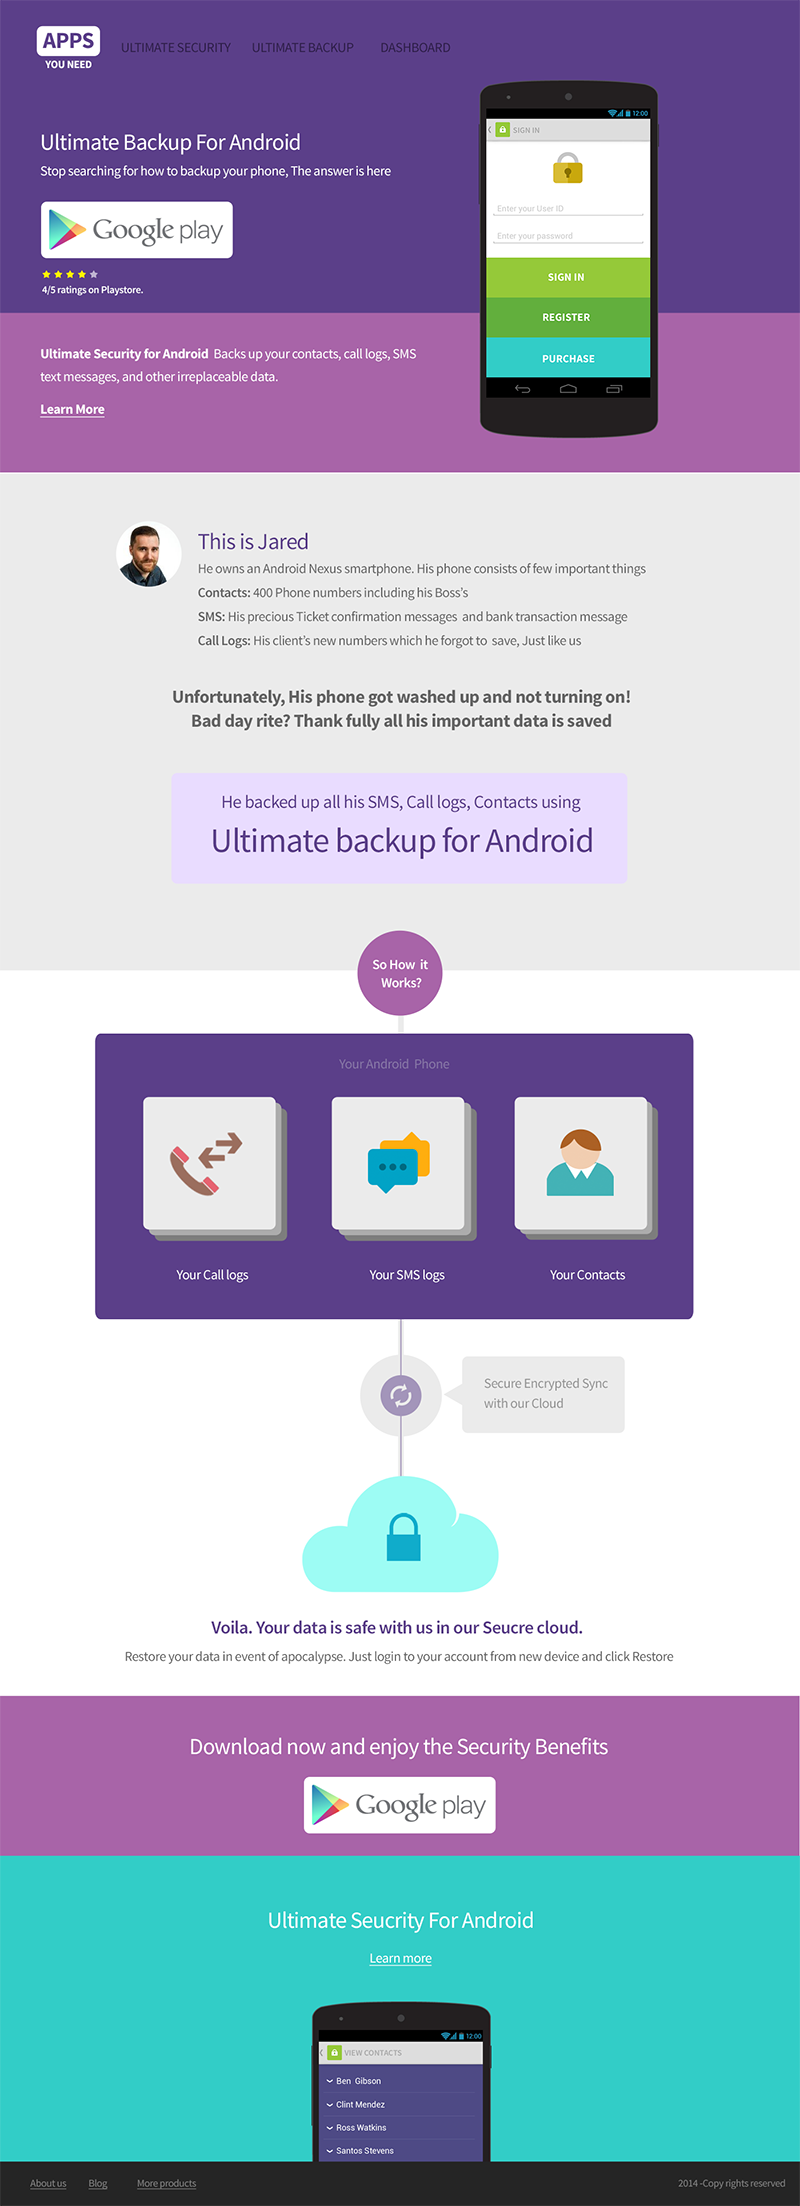 APPS
YOU NEED
ULTIMATE SECURITY
ULTIMATE BACKUP
DASHBOARD
Ultimate Backup For Android
Stop searching for how to backup your phone, The answer is here
Google play
4/5 ratings on Playstore.
12:00
SIGN IN
Enter your User ID
Enter your password
SIGN IN
REGISTER
PURCHASE
Ultimate Security for Android Backs up your contacts, call logs, SMS
text messages, and other irreplaceable data.
Learn More
This is Jared
He owns an Android Nexus smartphone. His phone consists of few important things
Contacts: 400 Phone numbers including his Boss's
SMS: His precious Ticket confirmation messages and bank transaction message
Call Logs: His client's new numbers which he forgot to save, Just like us
Unfortunately, His phone got washed up and not turning on!
Bad day rite? Thank fully all his important data is saved
He backed up all his SMS, Call logs, Contacts using
Ultimate backup for Android
So How it
Works?
Your Android Phone
Your Call logs
Your SMS logs
Your Contacts
Secure Encrypted Sync
with our Cloud
Voila. Your data is safe with us in our Seucre cloud.
Restore your data in event of apocalypse. Just login to your account from new device and click Restore
Download now and enjoy the Security Benefits
Google play
Ultimate Seucrity For Android
Learn more
12:00
VIEW CONTACTS
Ben Gibson
Clint Mendez
Ross Watkins
Santos Stevens
About us
Blog
More products
2014 -Copy rights reserved